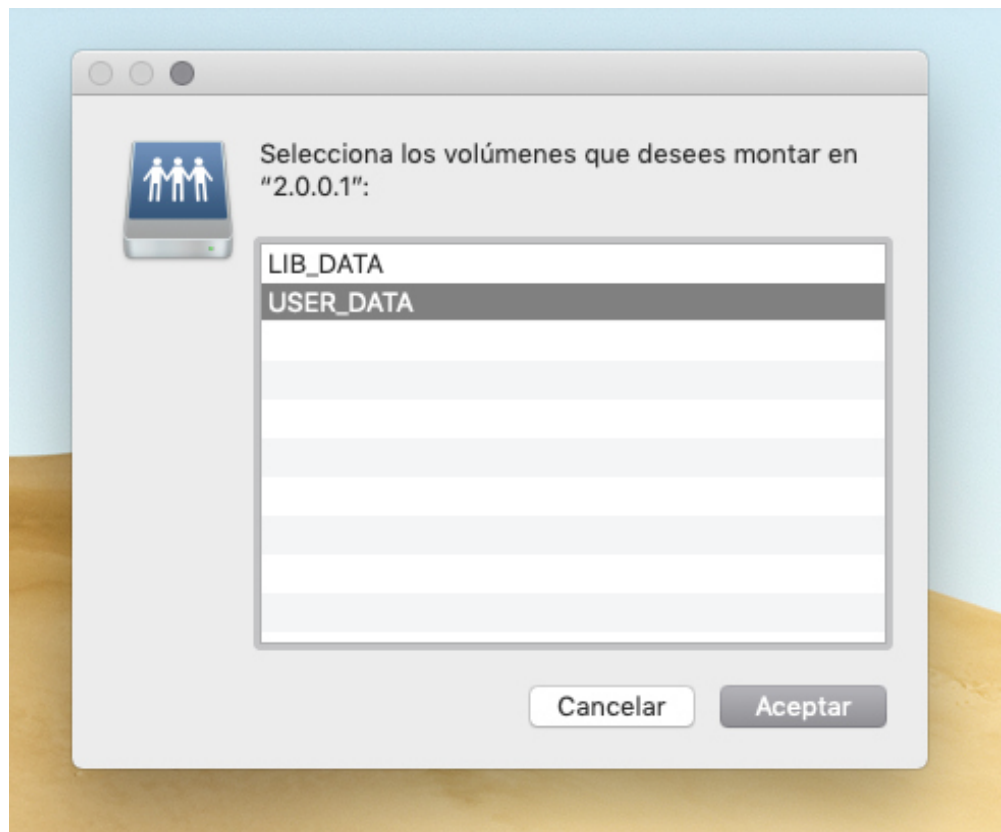 Selecciona los volúmenes que desees montar en
“2.0.0.1”:
LIB_DATA
USER_DATA
Cancelar
Aceptar